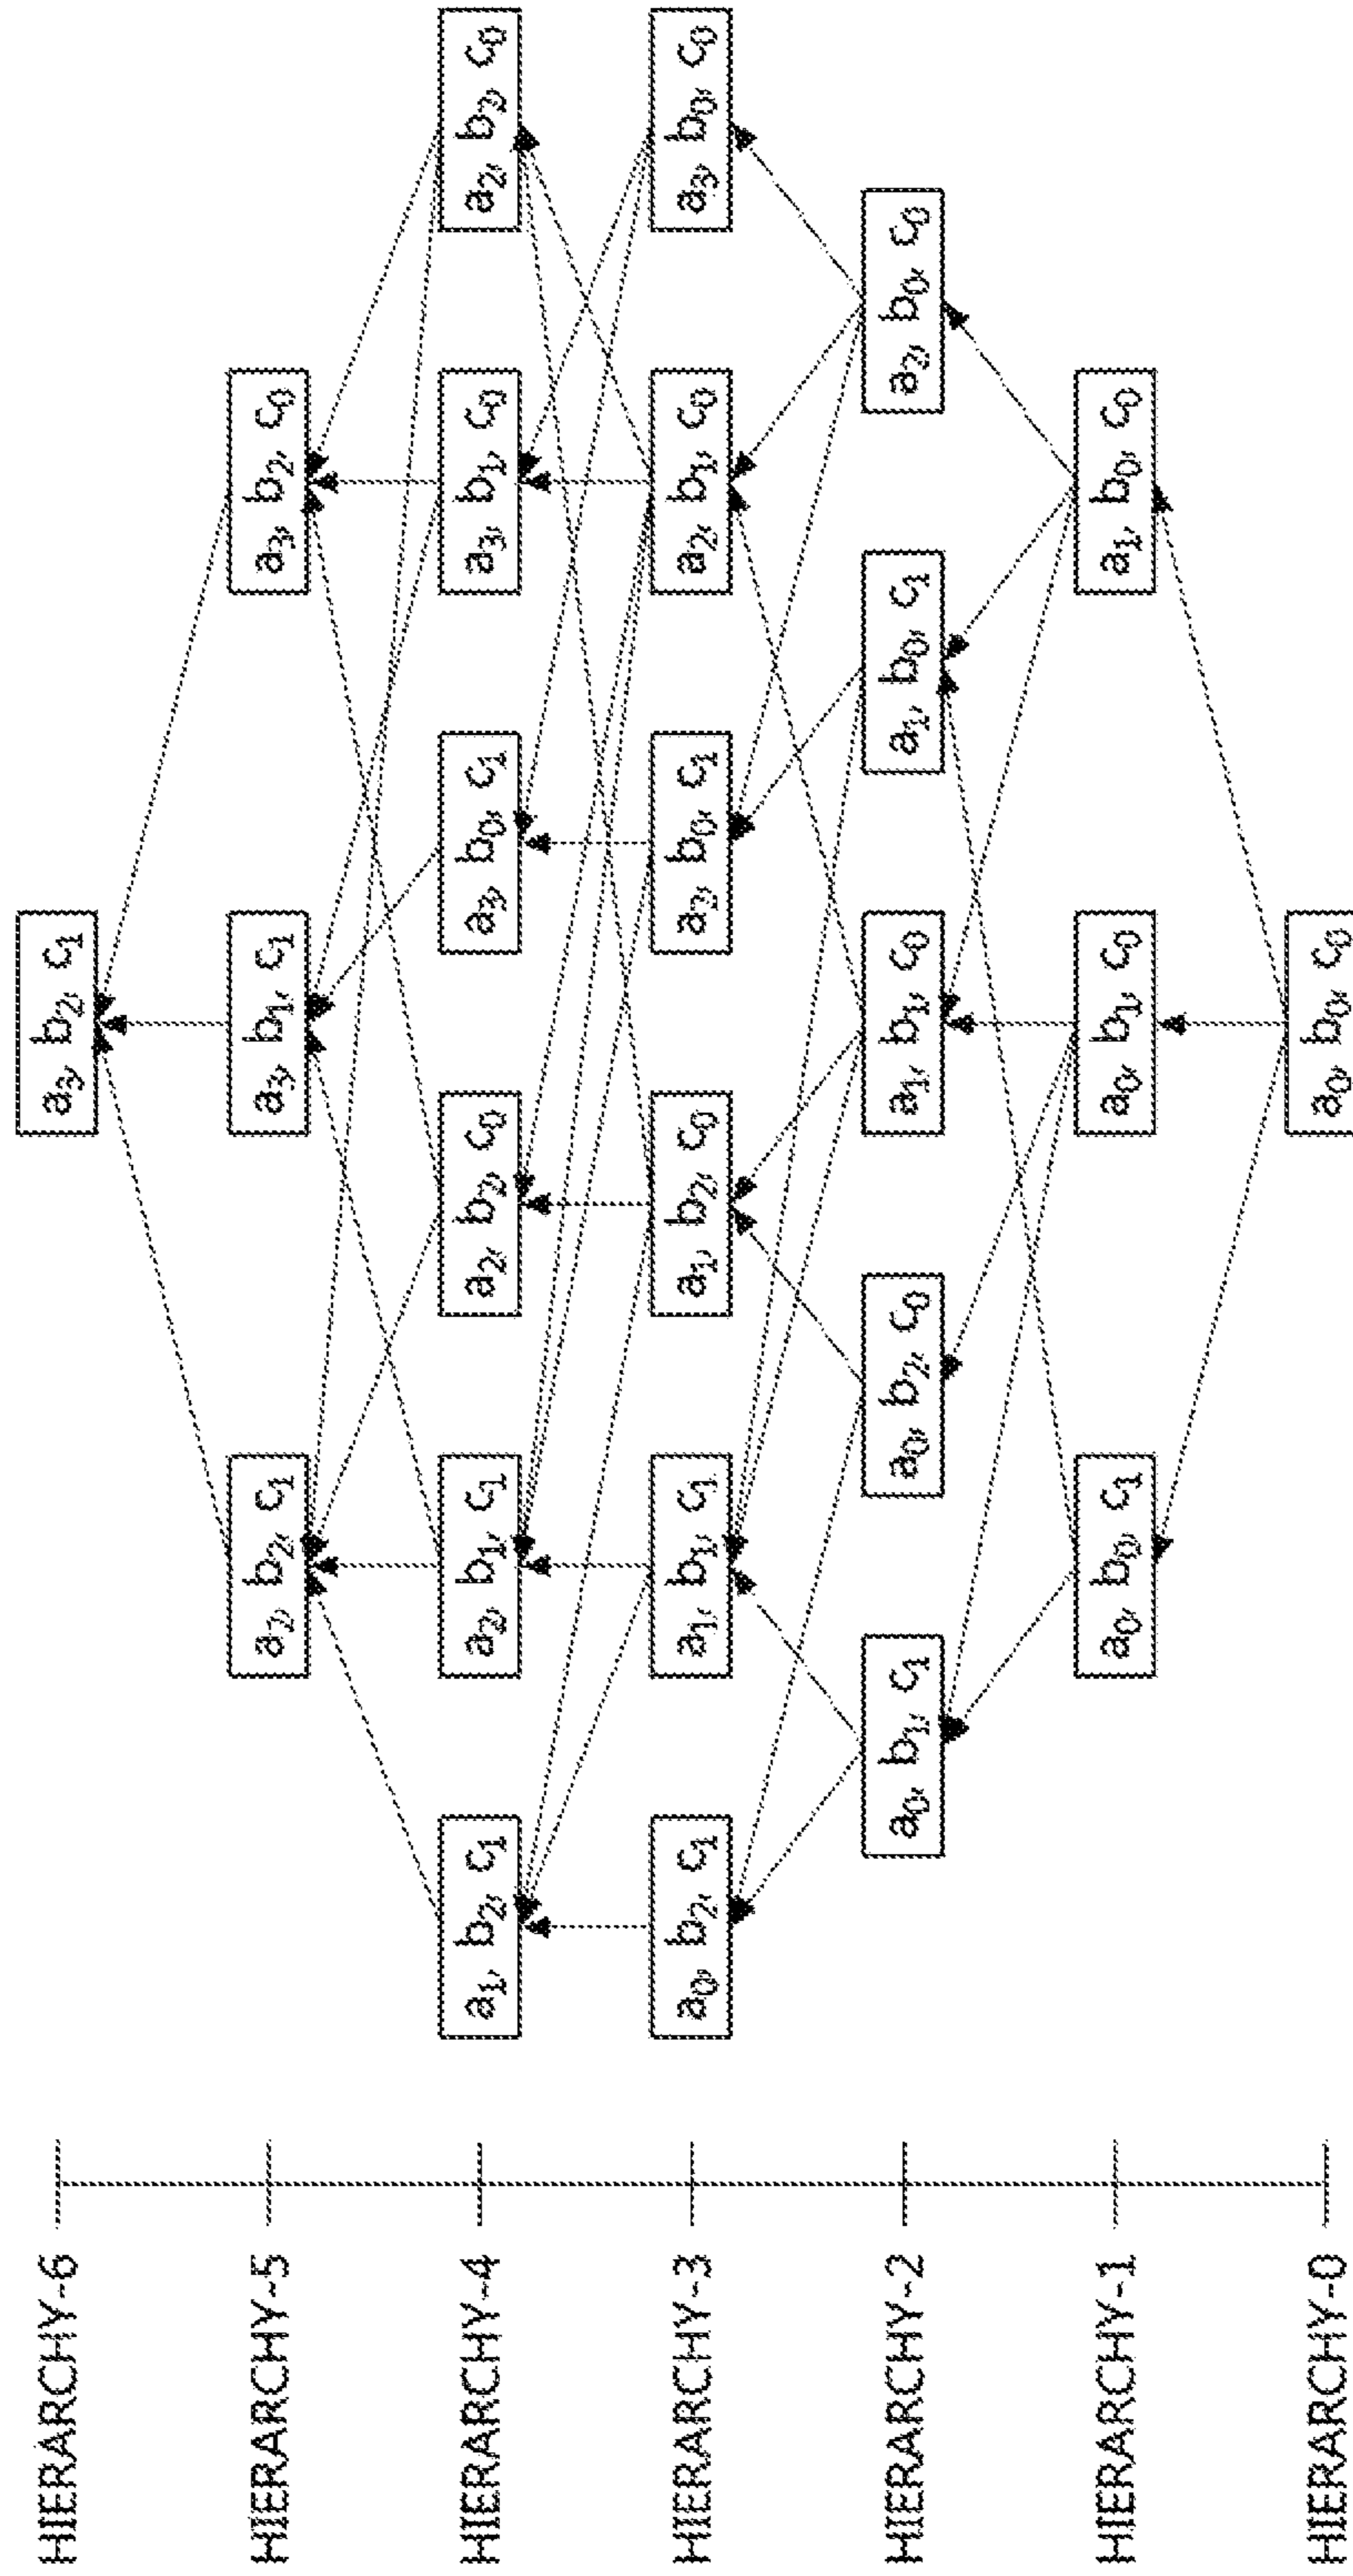 HIERARCHY-6
a₃, b₂, c₁
HIERARCHY-5
a₂, b₂, c₁
a₃, b₁, c₁
a₃, b₂, c₀
HIERARCHY-4
a₁, b₂, c₁
a₂, b₁, c₁
a₂, b₂, c₀
a₃, b₀, c₁
a₃, b₁, c₀
a₂, b₂, c₀
HIERARCHY-3
a₀, b₂, c₁
a₁, b₁, c₁
a₁, b₂, c₀
a₂, b₀, c₁
a₂, b₁, c₀
a₃, b₀, c₀
HIERARCHY-2
a₀, b₁, c₁
a₀, b₂, c₀
a₁, b₁, c₀
a₁, b₀, c₁
a₂, b₀, c₀
HIERARCHY-1
a₀, b₀, c₁
a₀, b₁, c₀
a₁, b₀, c₀
HIERARCHY-0
a₀, b₀, c₀